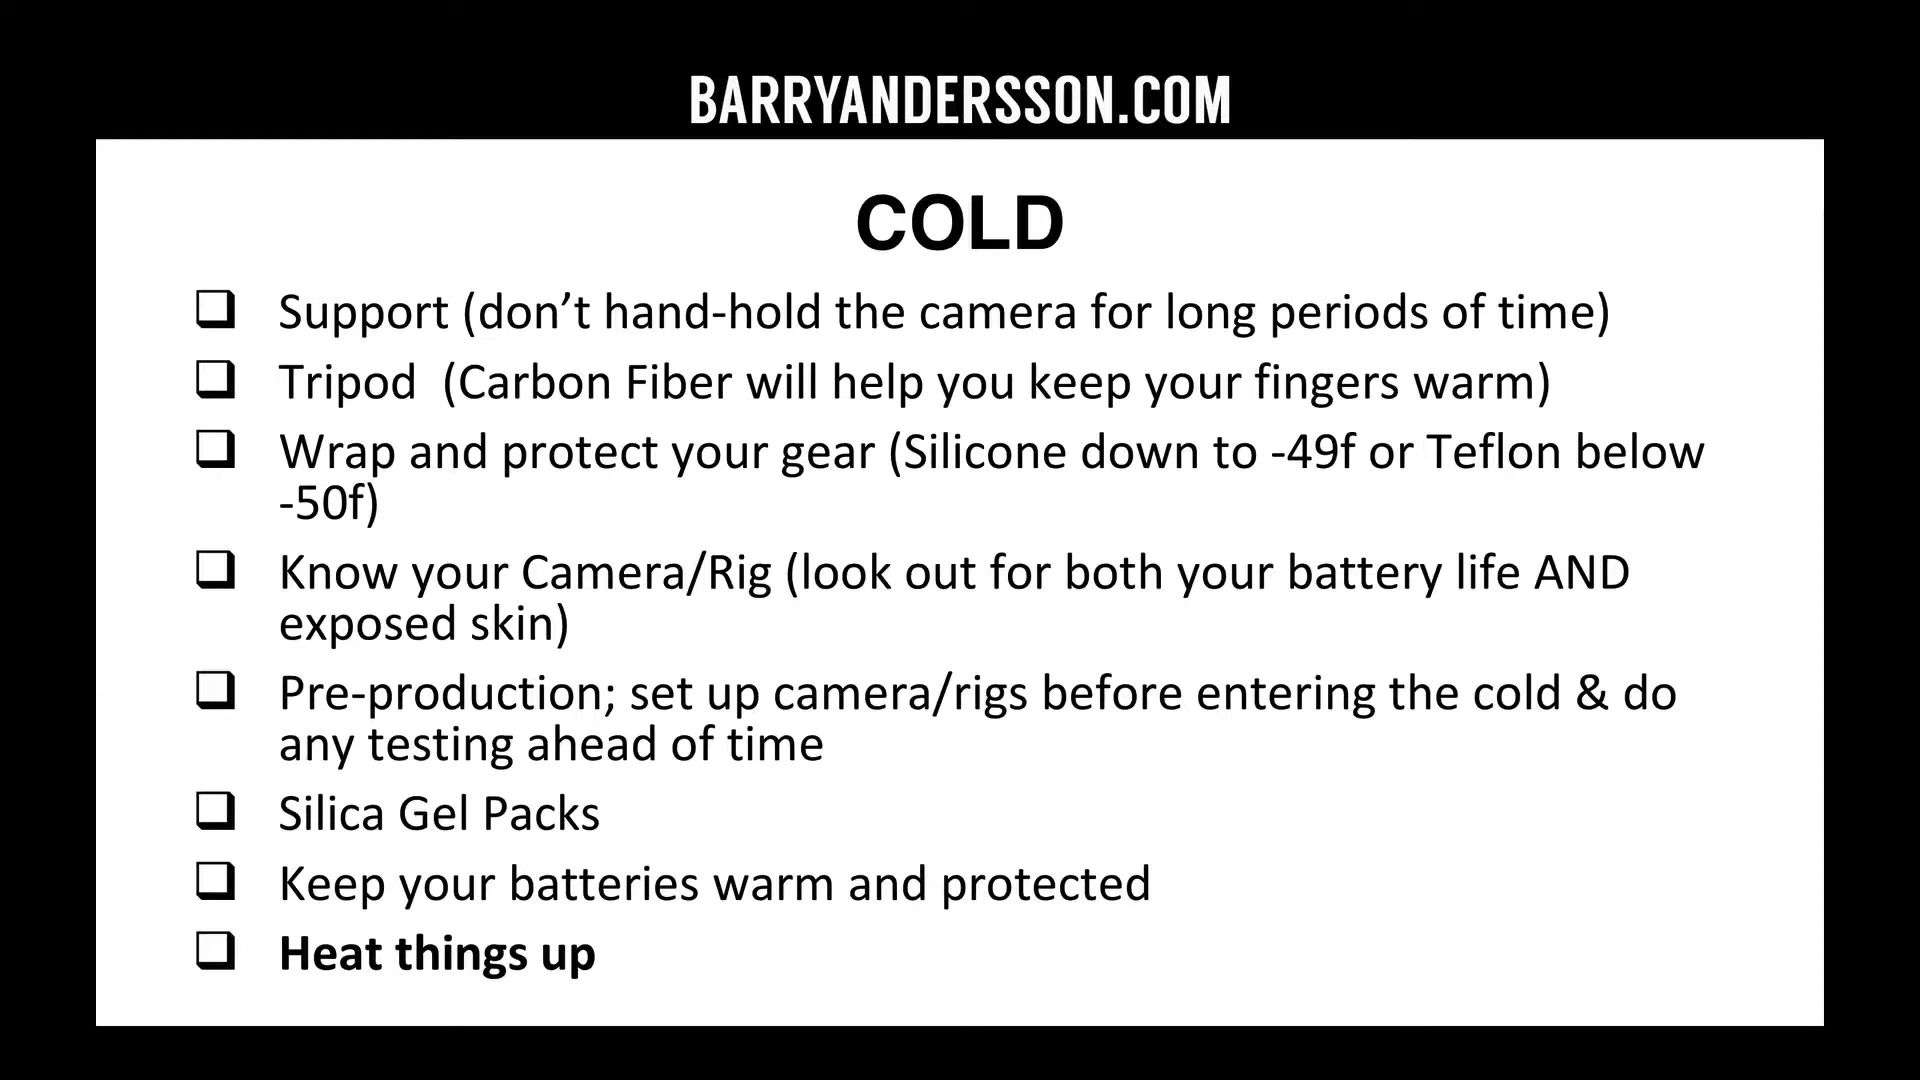 BARRYANDERSSON.COM
COLD
Support (don’t hand-hold the camera for long periods of time)
Tripod  (Carbon Fiber will help you keep your fingers warm)
Wrap and protect your gear (Silicone down to -49f or Teflon below
-50f)
Know your Camera/Rig (look out for both your battery life AND
exposed skin)
Pre-production; set up camera/rigs before entering the cold & do
any testing ahead of time
Silica Gel Packs
Keep your batteries warm and protected
Heat things up